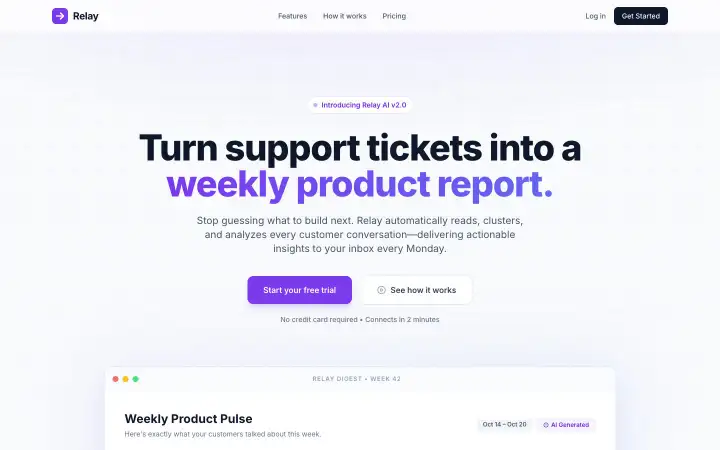 Relay
Features
How it works
Pricing
Log in
Get Started
Introducing Relay AI v2.0
Turn support tickets into a
weekly product report.
Stop guessing what to build next. Relay automatically reads, clusters,
and analyzes every customer conversation—delivering actionable
insights to your inbox every Monday.
Start your free trial
See how it works
No credit card required • Connects in 2 minutes
RELAY DIGEST • WEEK 42
Weekly Product Pulse
Here's exactly what your customers talked about this week.
Oct 14 – Oct 20
AI Generated